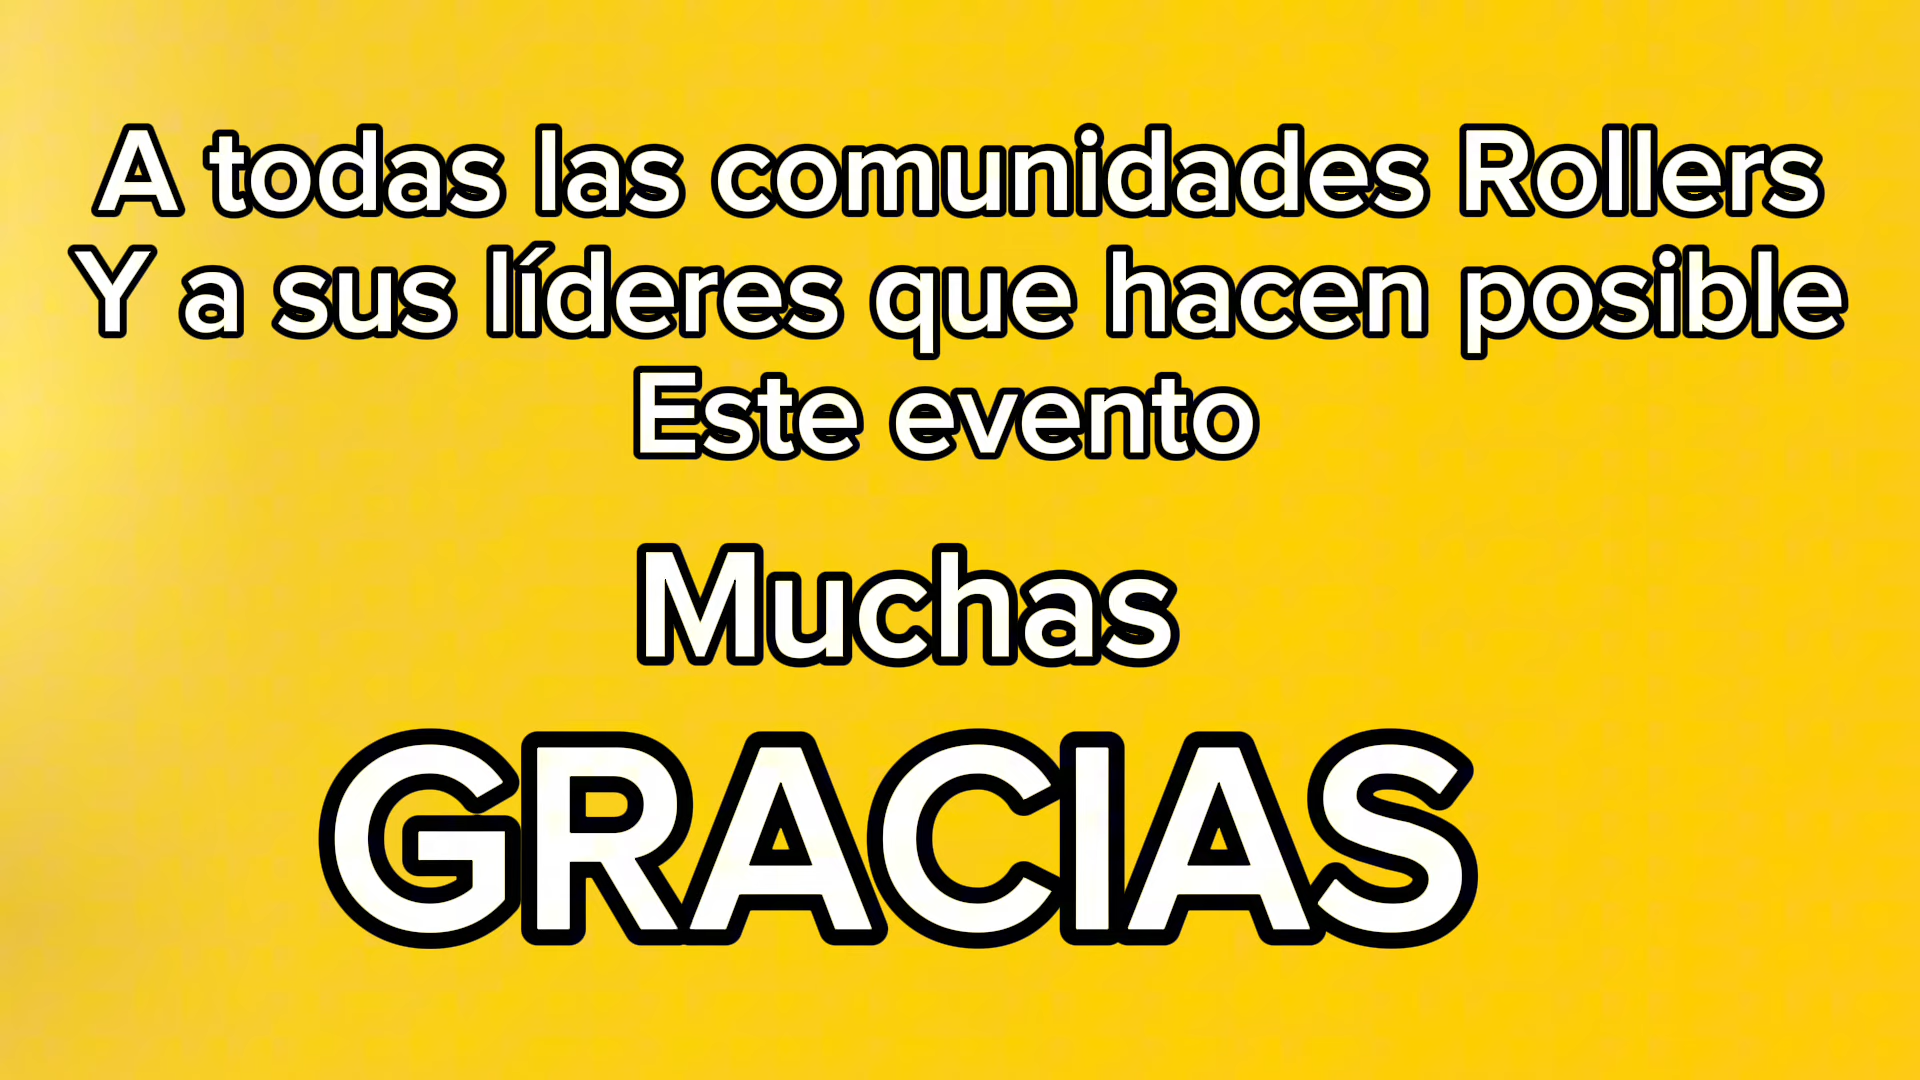 A todas las comunidades Rollers
Y a sus líderes que hacen posible
Este evento
Muchas
GRACIAS